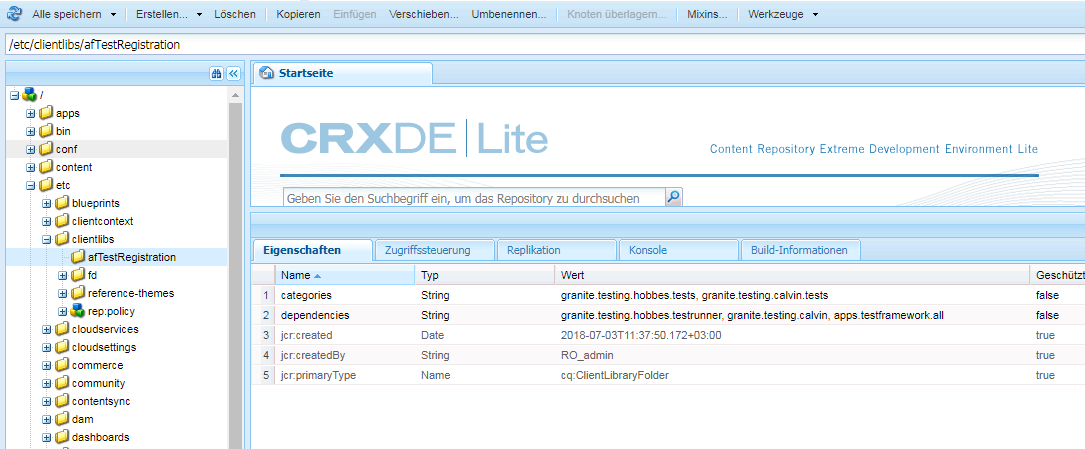 Alle speichern Erstellen... Löschen Kopieren Einfügen Verschieben... Umbenennen... Knoten überlagern... Mixins... Werkzeuge
/etc/clientlibs/afTestRegistration
Startseite
/
apps
bin
conf
content
etc
blueprints
clientcontext
clientlibs
afTestRegistration
fd
reference-themes
rep:policy
cloudservices
cloudsettings
commerce
community
contentsync
dam
dashboards
CRXDE Lite
Content Repository Extreme Development Environment Lite
Geben Sie den Suchbegriff ein, um das Repository zu durchsuchen
Eigenschaften Zugriffssteuerung Replikation Konsole Build-Informationen
Name Typ Wert Geschützt
1 categories String granite.testing.hobbes.tests, granite.testing.calvin.tests false
2 dependencies String granite.testing.hobbes.testrunner, granite.testing.calvin, apps.testframework.all false
3 jcr:created Date 2018-07-03T11:37:50.172+03:00 true
4 jcr:createdBy String RO_admin true
5 jcr:primaryType Name cq:ClientLibraryFolder true